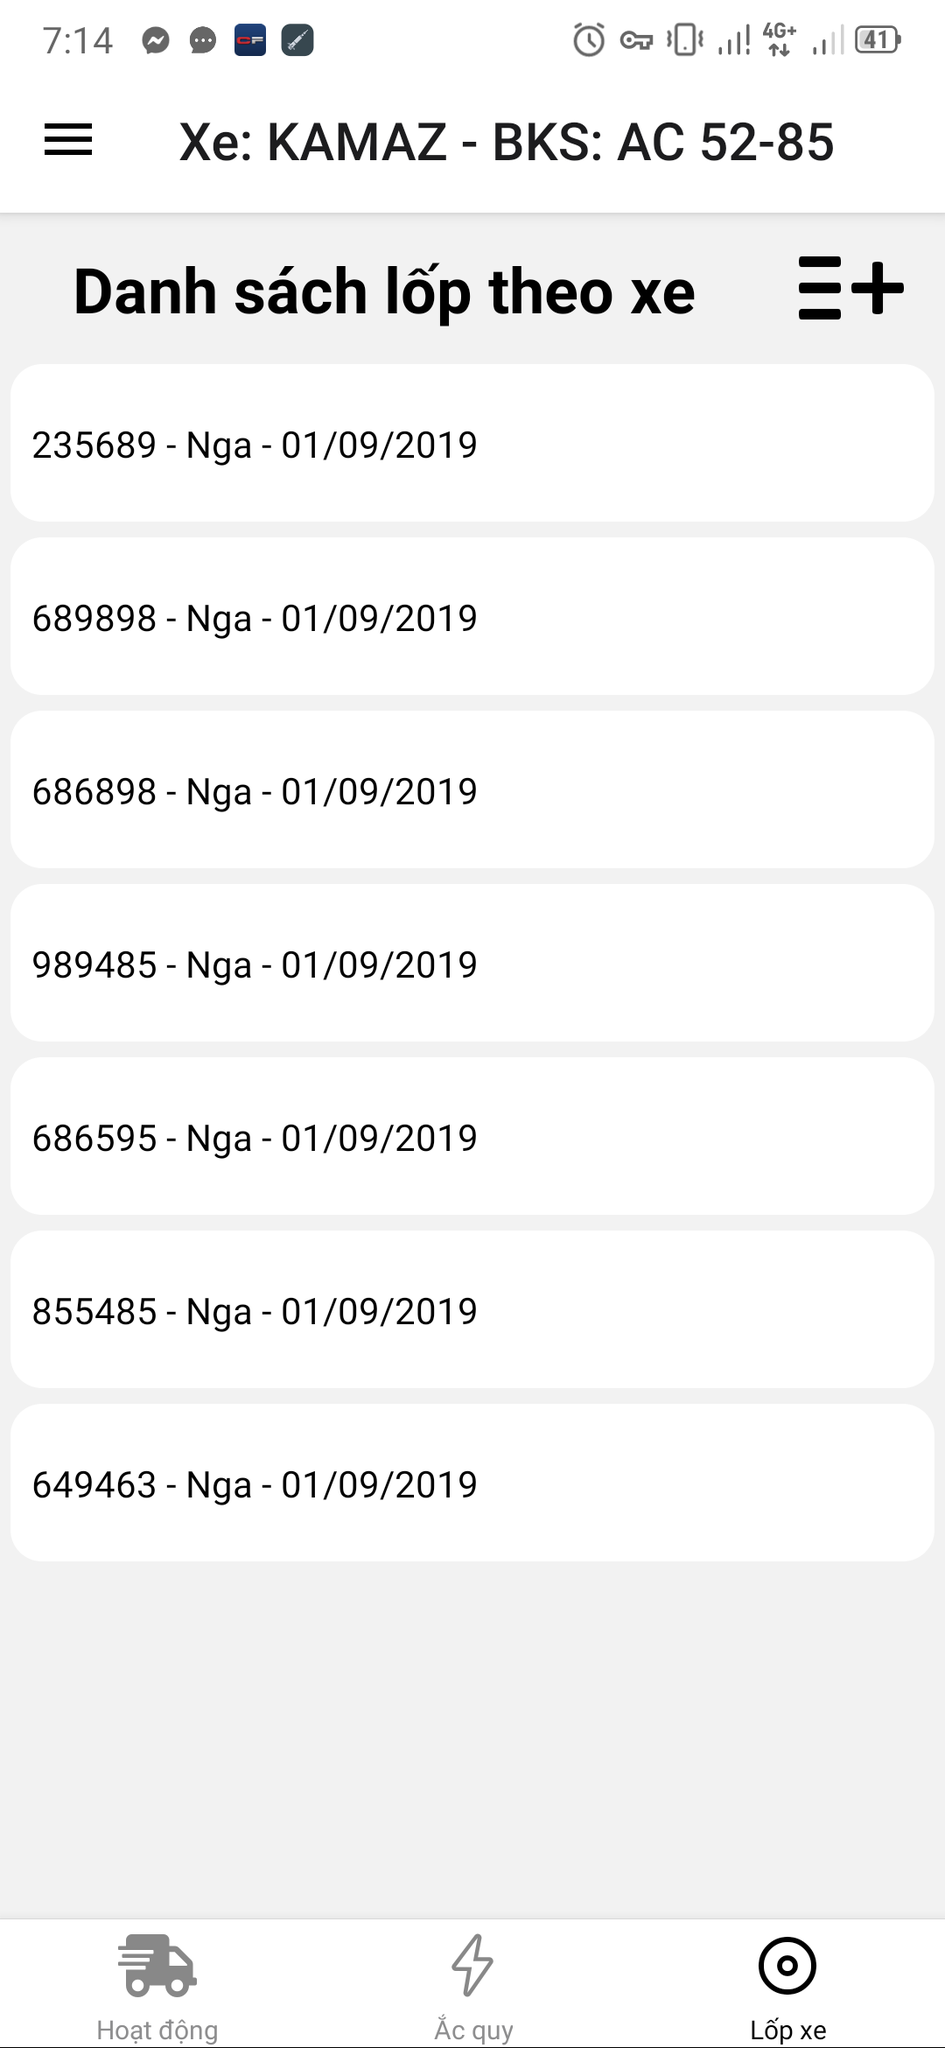 7:14
4G+
41
Xe: KAMAZ - BKS: AC 52-85
Danh sách lốp theo xe
235689 - Nga - 01/09/2019
689898 - Nga - 01/09/2019
686898 - Nga - 01/09/2019
989485 - Nga - 01/09/2019
686595 - Nga - 01/09/2019
855485 - Nga - 01/09/2019
649463 - Nga - 01/09/2019
Hoạt động
Ắc quy
Lốp xe